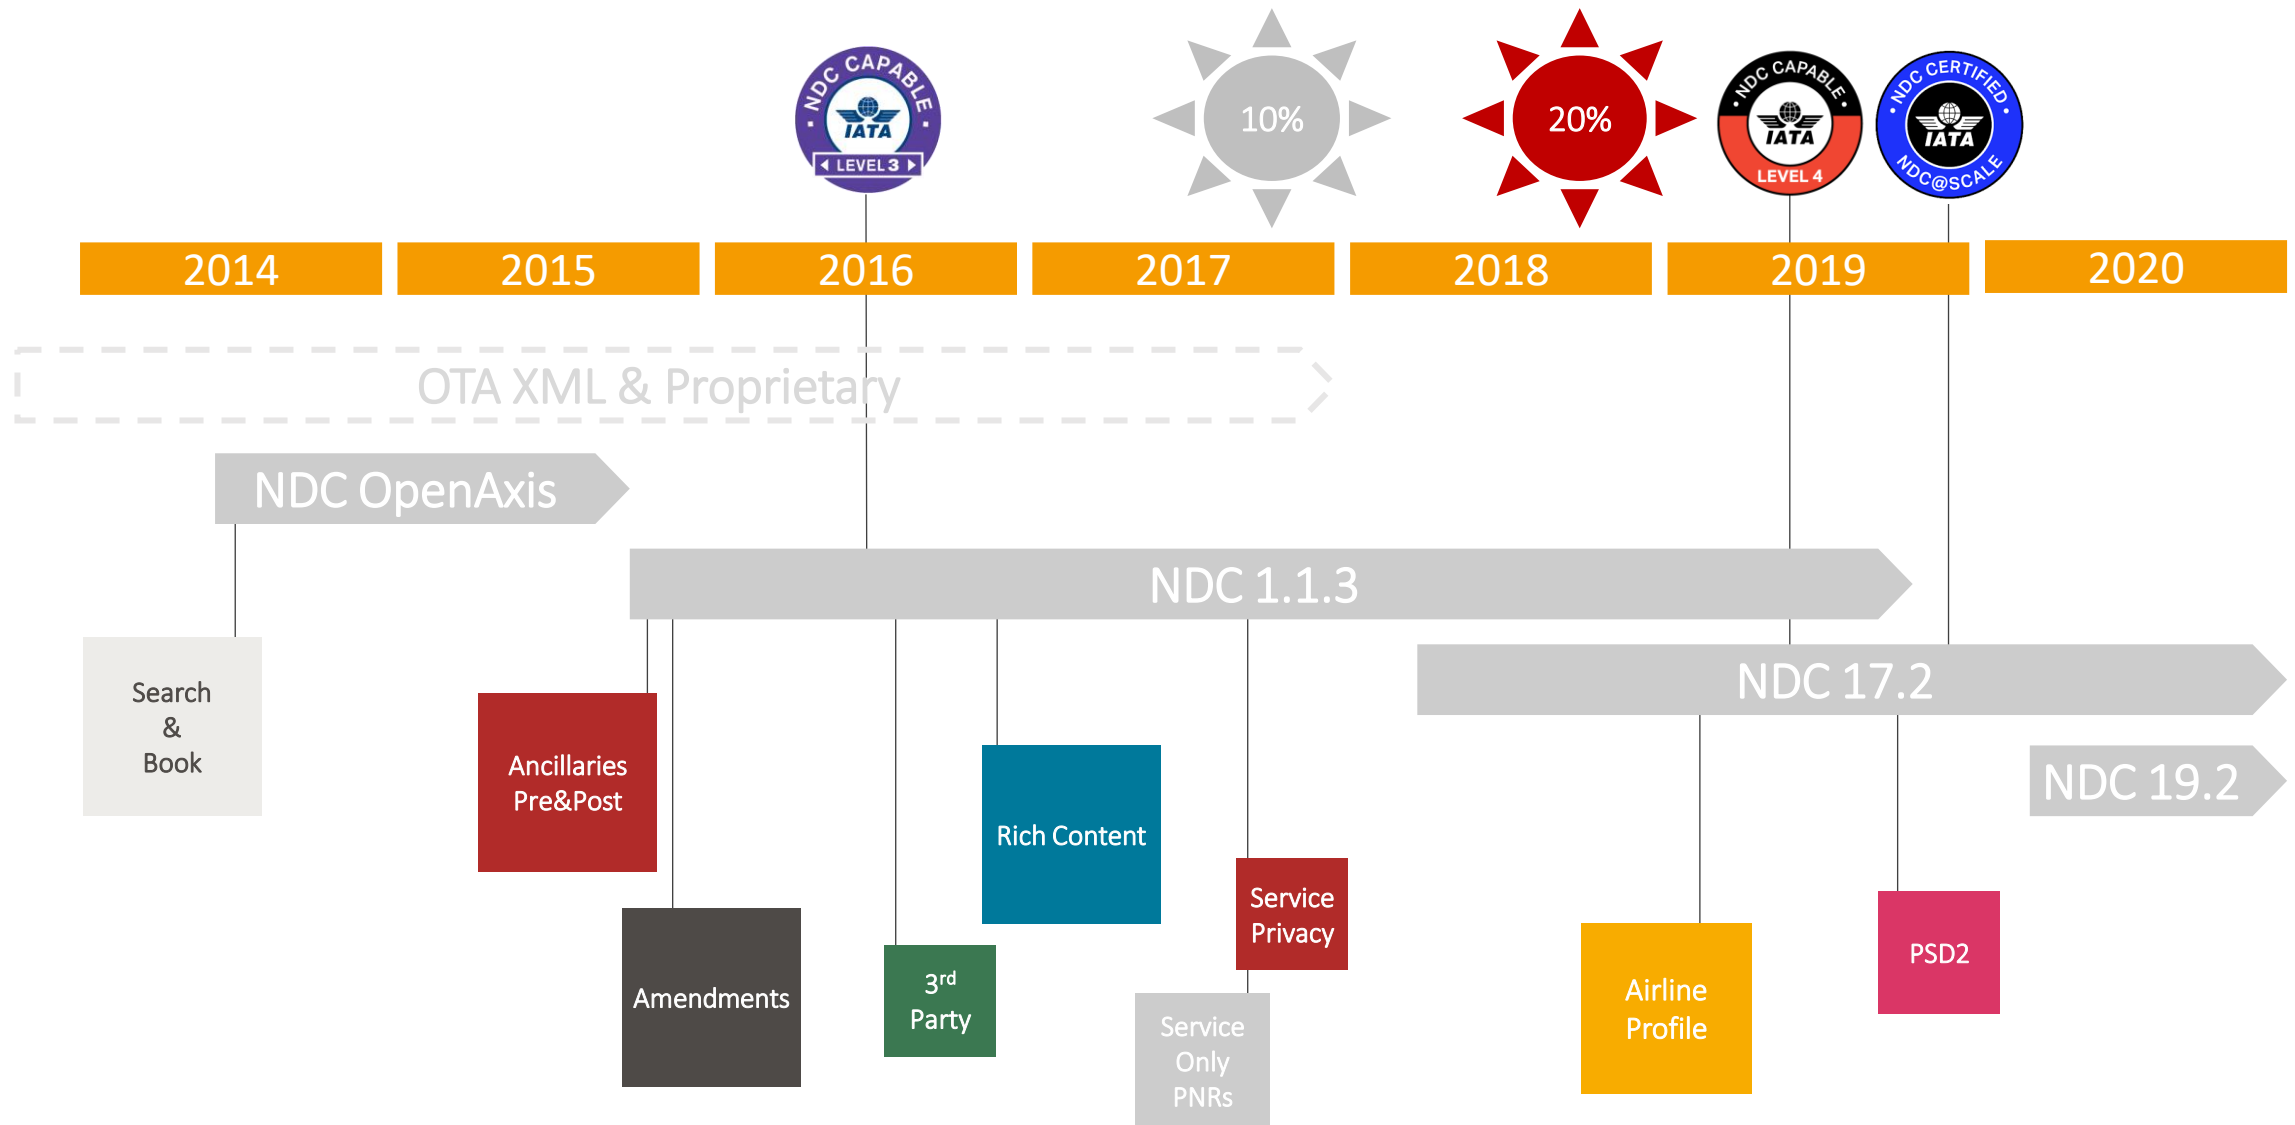 NDC CAPABLE
IATA
LEVEL 3
10%
20%
NDC CAPABLE
IATA
LEVEL 4
NDC CERTIFIED
IATA
NDC@SCALE
2014
2015
2016
2017
2018
2019
2020
OTA XML & Proprietary
NDC OpenAxis
NDC 1.1.3
NDC 17.2
NDC 19.2
Search
&
Book
Ancillaries
Pre&Post
Amendments
3rd
Party
Rich Content
Service
Privacy
Service
Only
PNRs
Airline
Profile
PSD2